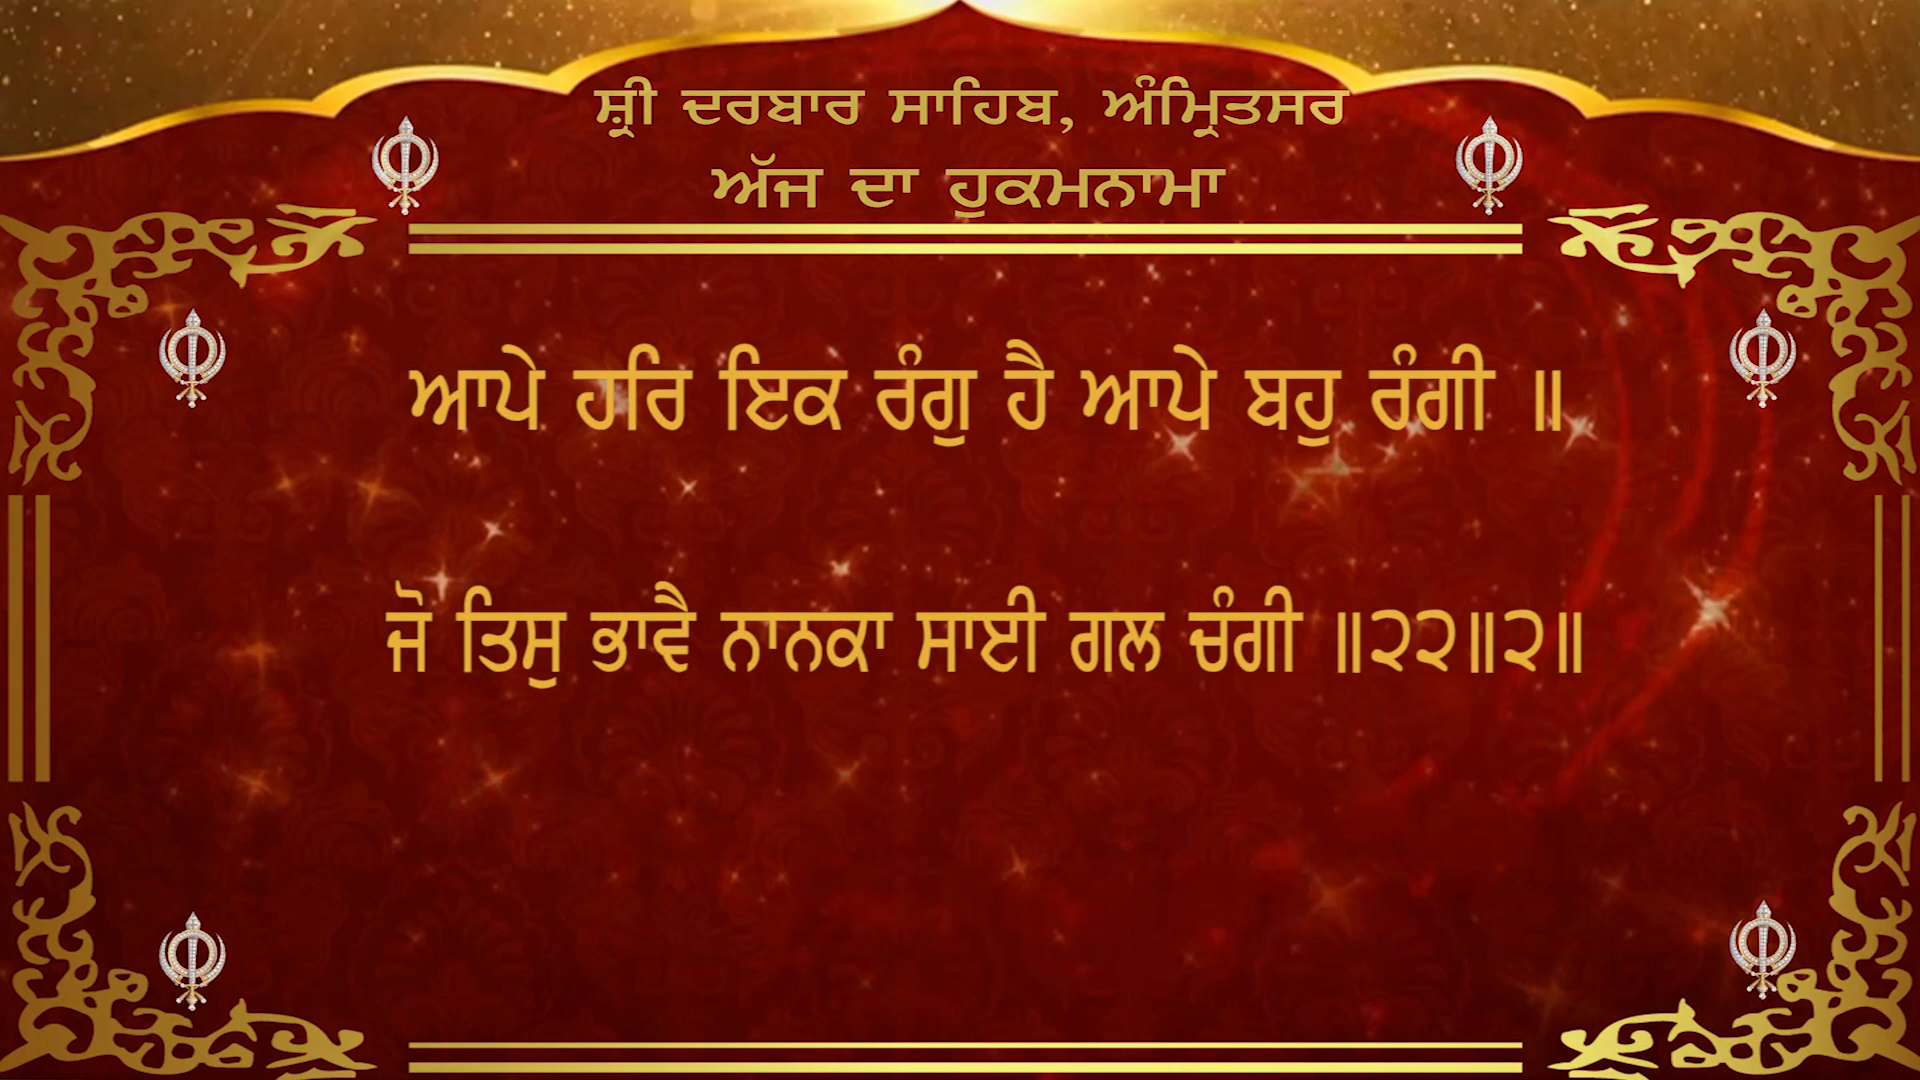 ਸ਼੍ਰੀ ਦਰਬਾਰ ਸਾਹਿਬ, ਅੰਮ੍ਰਿਤਸਰ
ਅੱਜ ਦਾ ਹੁਕਮਨਾਮਾ
ਆਪੇ ਹਰਿ ਇਕ ਰੰਗੁ ਹੈ ਆਪੇ ਬਹੁ ਰੰਗੀ ॥
ਜੋ ਤਿਸੁ ਭਾਵੈ ਨਾਨਕਾ ਸਾਈ ਗਲ ਚੰਗੀ ॥੨੨॥੨॥